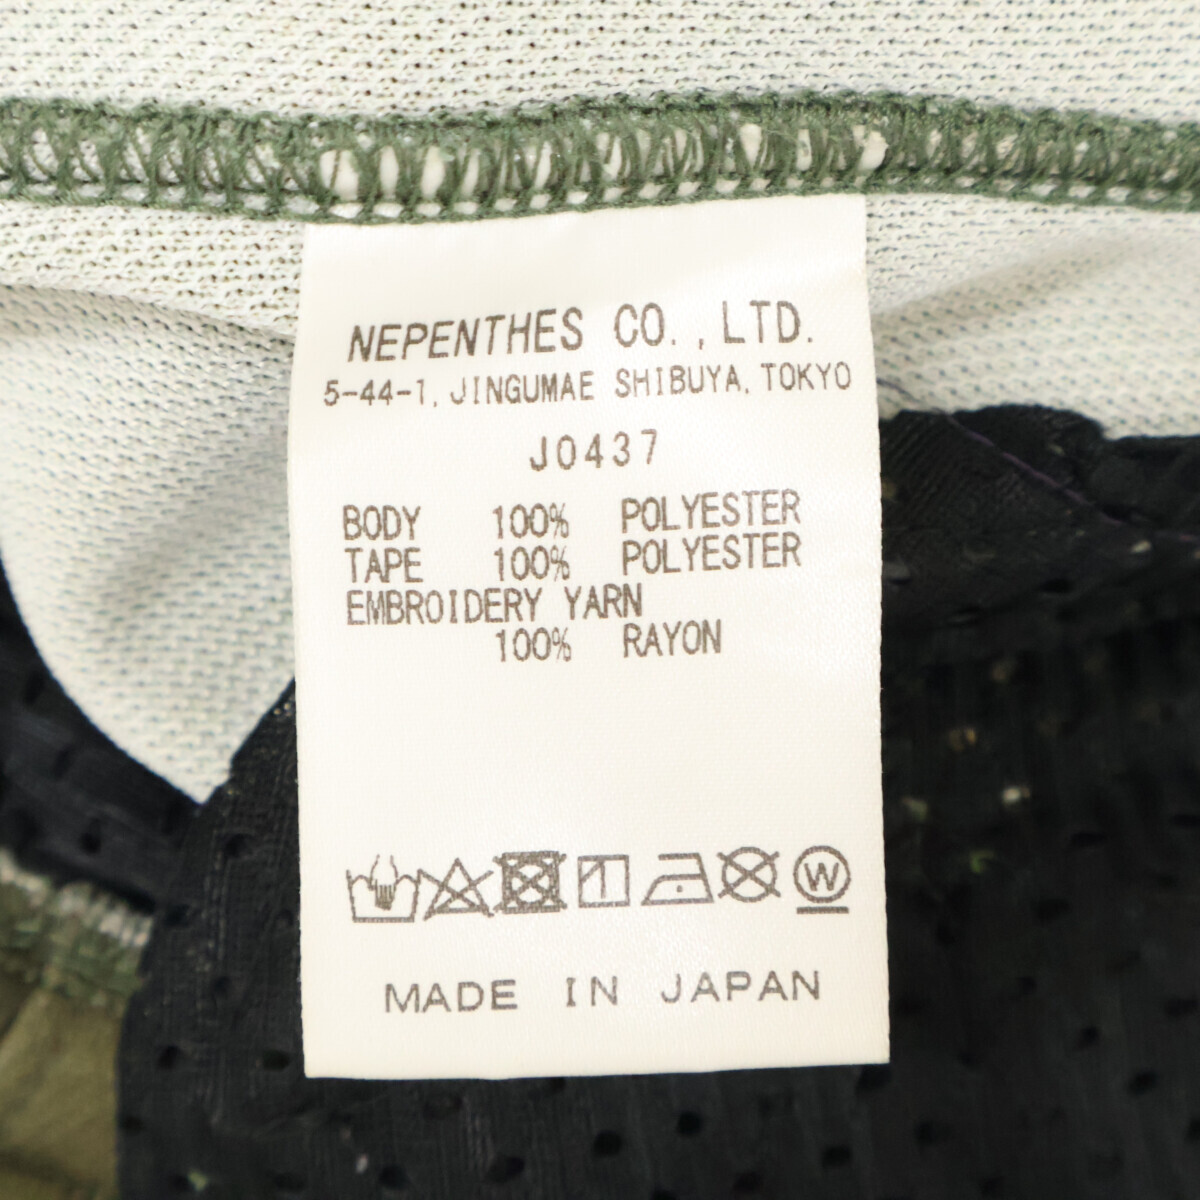 NEPENTHES CO.,LTD.
5-44-1, JINGUMAE SHIBUYA, TOKYO
J0437
BODY 100% POLYESTER
TAPE 100% POLYESTER
EMBROIDERY YARN
100% RAYON
W
MADE IN JAPAN